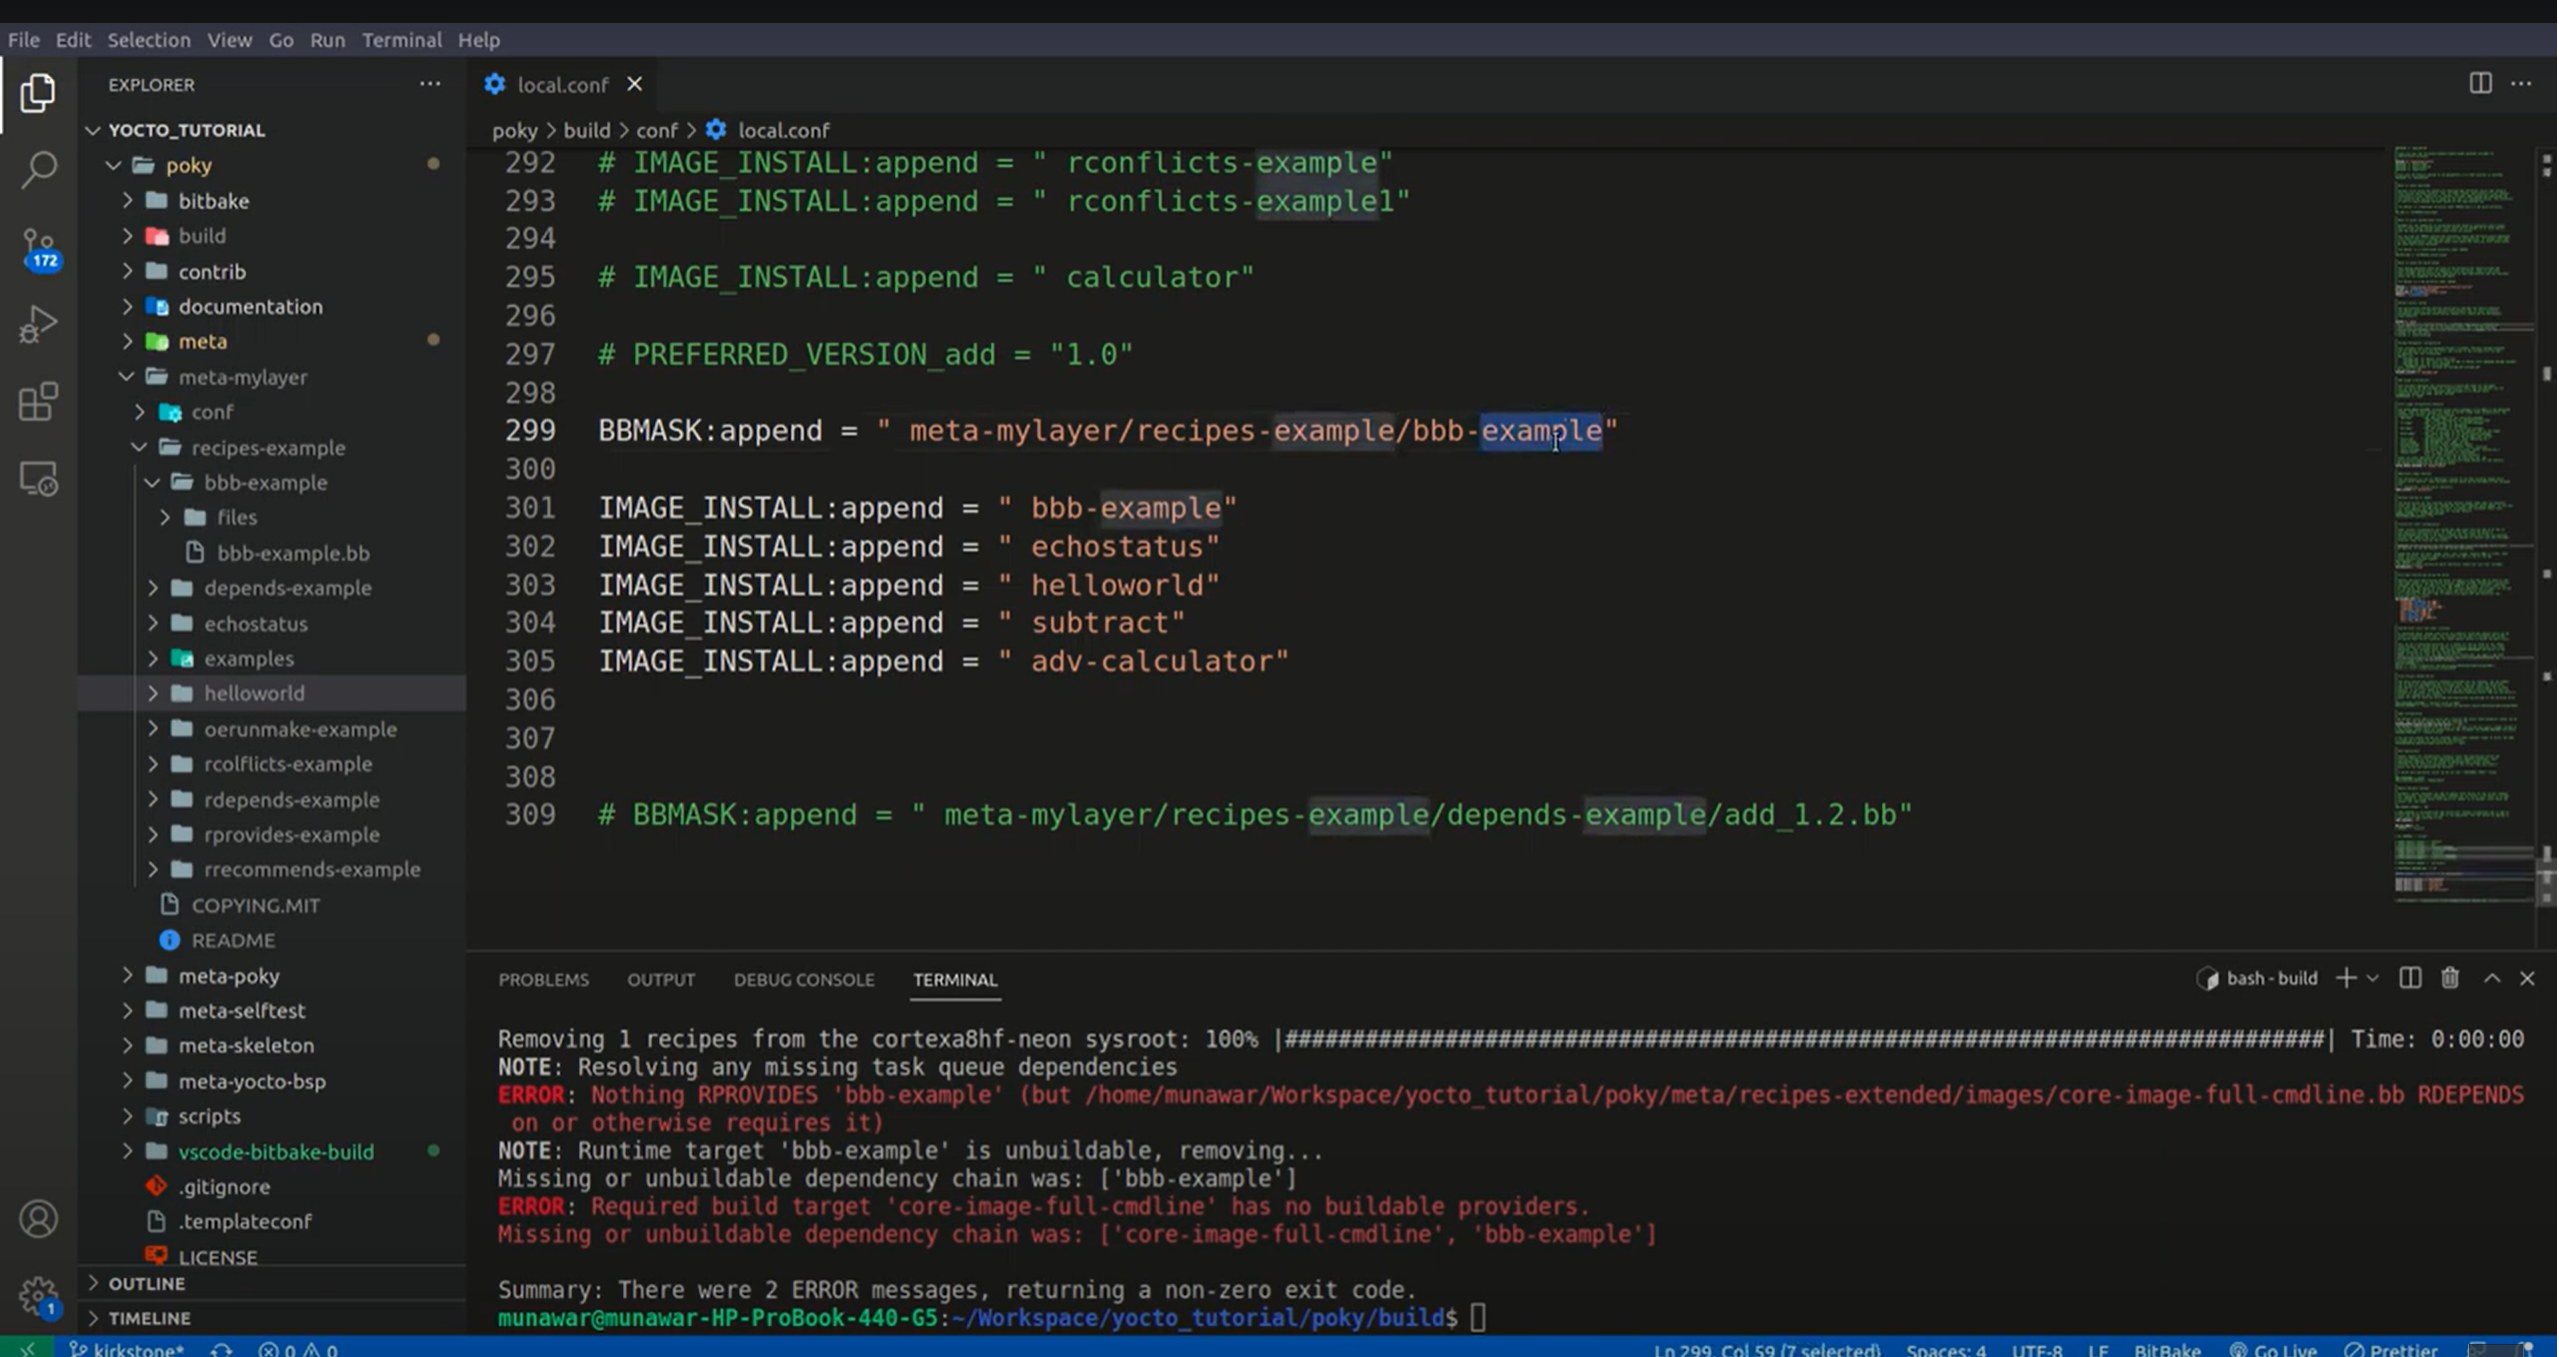 File Edit Selection View Go Run Terminal Help
EXPLORER
YOCTO_TUTORIAL
poky
bitbake
build
contrib
documentation
meta
meta-mylayer
conf
recipes-example
bbb-example
files
bbb-example.bb
depends-example
echostatus
examples
helloworld
oerunmake-example
rcolflicts-example
rdepends-example
rprovides-example
rrecommends-example
COPYING.MIT
README
meta-poky
meta-selftest
meta-skeleton
meta-yocto-bsp
scripts
vscode-bitbake-build
.gitignore
.templateconf
LICENSE
OUTLINE
TIMELINE
172
1
local.conf
poky > build > conf > local.conf
292 # IMAGE_INSTALL:append = " rconflicts-example"
293 # IMAGE_INSTALL:append = " rconflicts-example1"
294
295 # IMAGE_INSTALL:append = " calculator"
296
297 # PREFERRED_VERSION_add = "1.0"
298
299 BBMASK:append = " meta-mylayer/recipes-example/bbb-example"
300
301 IMAGE_INSTALL:append = " bbb-example"
302 IMAGE_INSTALL:append = " echostatus"
303 IMAGE_INSTALL:append = " helloworld"
304 IMAGE_INSTALL:append = " subtract"
305 IMAGE_INSTALL:append = " adv-calculator"
306
307
308
309 # BBMASK:append = " meta-mylayer/recipes-example/depends-example/add_1.2.bb"
PROBLEMS OUTPUT DEBUG CONSOLE TERMINAL
bash - build
Removing 1 recipes from the cortexa8hf-neon sysroot: 100% |##########################################################################################| Time: 0:00:00
NOTE: Resolving any missing task queue dependencies
ERROR: Nothing RPROVIDES 'bbb-example' (but /home/munawar/Workspace/yocto_tutorial/poky/meta/recipes-extended/images/core-image-full-cmdline.bb RDEPENDS
on or otherwise requires it)
NOTE: Runtime target 'bbb-example' is unbuildable, removing...
Missing or unbuildable dependency chain was: ['bbb-example']
ERROR: Required build target 'core-image-full-cmdline' has no buildable providers.
Missing or unbuildable dependency chain was: ['core-image-full-cmdline', 'bbb-example']
Summary: There were 2 ERROR messages, returning a non-zero exit code.
munawar@munawar-HP-ProBook-440-G5:~/Workspace/yocto_tutorial/poky/build$
kirkstone* 0 0 Ln 299, Col 59 (7 selected) Spaces: 4 UTF-8 LF BitBake Go Live Prettier